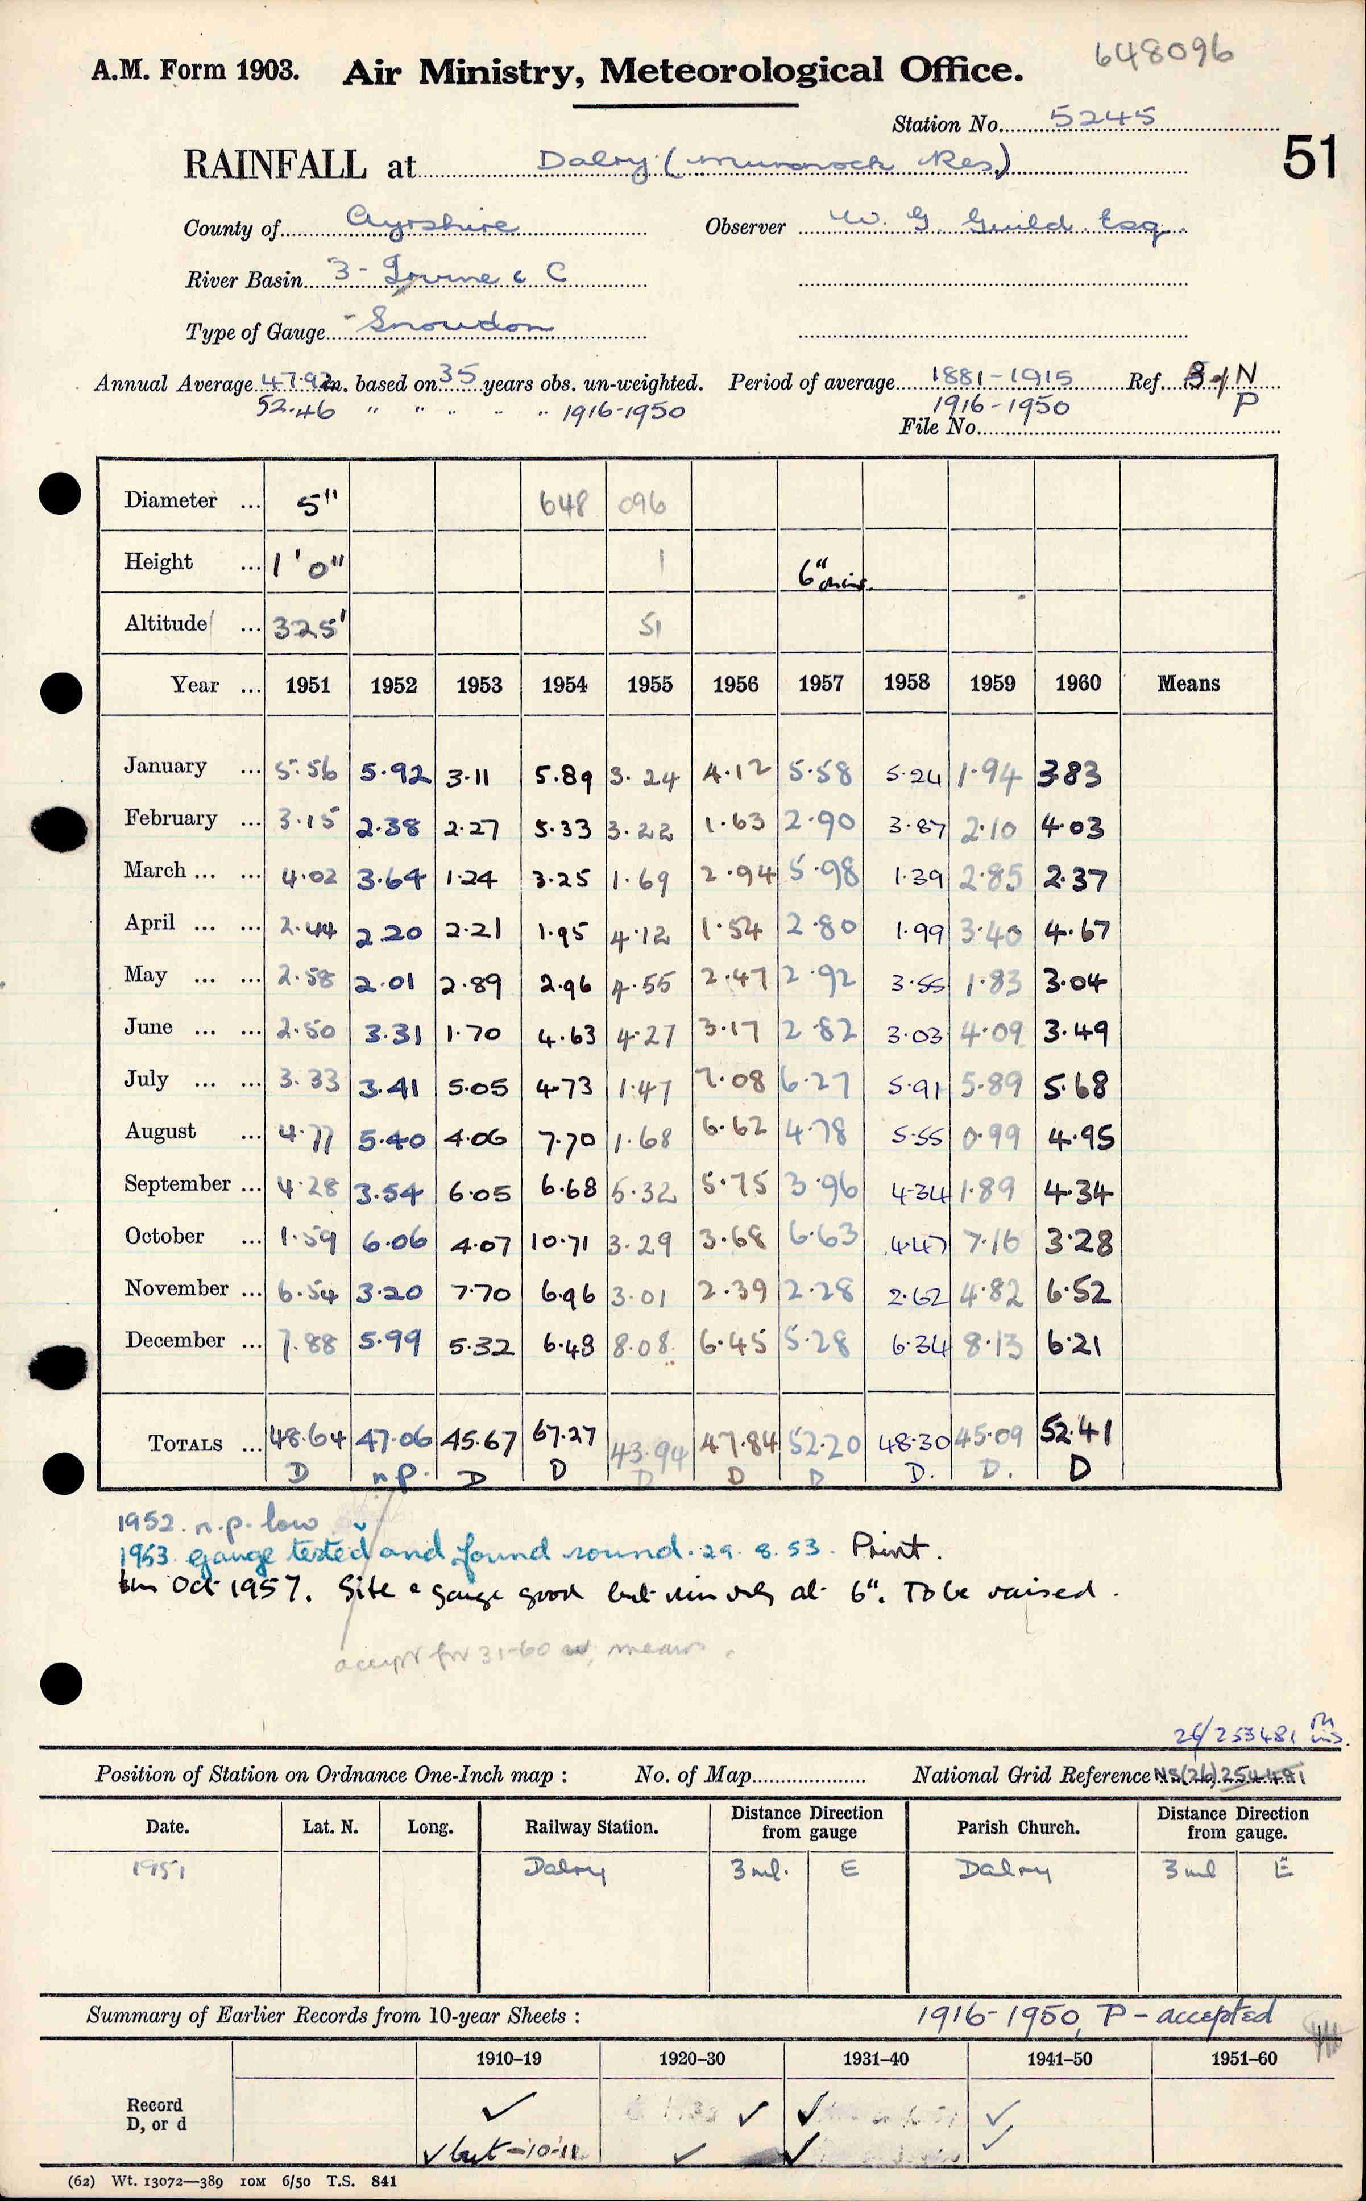 648096
A.M. Form 1903. Air Ministry, Meteorological Office.
Station No. 5245
51
RAINFALL at Dalry (Muirnock Res.)
County of Ayrshire Observer W. G. Guild Esq
River Basin 3 - Irvine & C
Type of Gauge Snowdon
Annual Average 47.92 in. based on 35 years obs. un-weighted. Period of average 1881-1915 Ref. N
52.46 " " " " " 1916-1950 1916-1950 P
File No.
Diameter ... 5" 648 096
Height ... 1' 0" 1 6" mins.
Altitude ... 325' 51
Year ... 1951 1952 1953 1954 1955 1956 1957 1958 1959 1960 Means
January ... 5.56 5.92 3.11 5.89 3.24 4.12 5.58 5.24 1.94 3.83
February ... 3.15 2.38 2.27 5.33 3.22 1.63 2.90 3.87 2.10 4.03
March ... ... 4.02 3.64 1.24 3.25 1.69 2.94 5.98 1.39 2.85 2.37
April ... ... 2.44 2.20 2.21 1.95 4.12 1.54 2.80 1.99 3.40 4.67
May ... ... 2.58 2.01 2.89 2.96 4.55 2.47 2.92 3.55 1.83 3.04
June ... ... 2.50 3.31 1.70 4.63 4.27 3.17 2.82 3.03 4.09 3.49
July ... ... 3.33 3.41 5.05 4.73 1.47 7.08 6.27 5.91 5.89 5.68
August ... 4.77 5.40 4.06 7.70 1.68 6.62 4.78 5.55 0.99 4.95
September ... 4.28 3.54 6.05 6.68 5.32 5.75 3.96 4.34 1.89 4.34
October ... 1.59 6.06 4.07 10.71 3.29 3.68 6.63 4.47 7.16 3.28
November ... 6.54 3.20 7.70 6.96 3.01 2.39 2.28 2.62 4.82 6.52
December ... 7.88 5.99 5.32 6.48 8.08 6.45 5.28 6.34 8.13 6.21
TOTALS ... 48.64 47.06 45.67 67.27 43.94 47.84 52.20 48.30 45.09 52.41
D n.p. D D D D D D. D. D
1952. n.p. low
1953 gauge tested and found sound. 29.8.53. Print.
Oct 1957. Site & gauge good but rim only at 6". To be raised.
accept for 31-60 means.
26/253481
Position of Station on Ordnance One-Inch map : No. of Map National Grid Reference NS(26)254481
Date. Lat. N. Long. Railway Station. Distance Direction from gauge Parish Church. Distance Direction from gauge.
1951 Dalry 3 ml. E Dalry 3 ml E
Summary of Earlier Records from 10-year Sheets : 1916-1950, P - accepted
1910–19 1920–30 1931–40 1941–50 1951–60
Record ✓ ✓ ✓ ✓
D, or d
✓ but -'10-11 ✓ ✓ ✓
(62) Wt. 13072—389 10M 6/50 T.S. 841